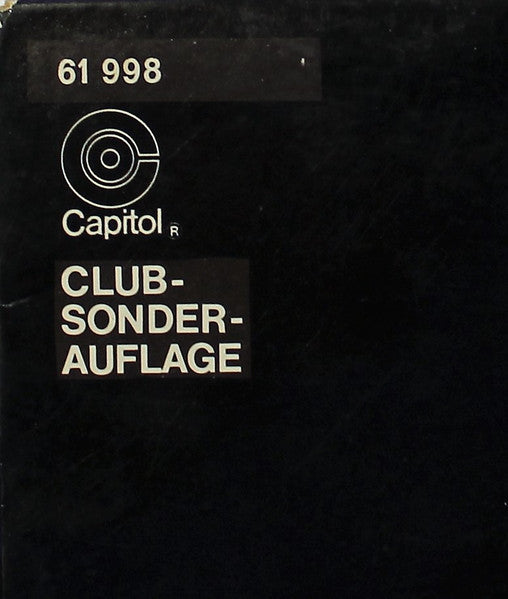 61 998
Capitol R
CLUB-
SONDER-
AUFLAGE